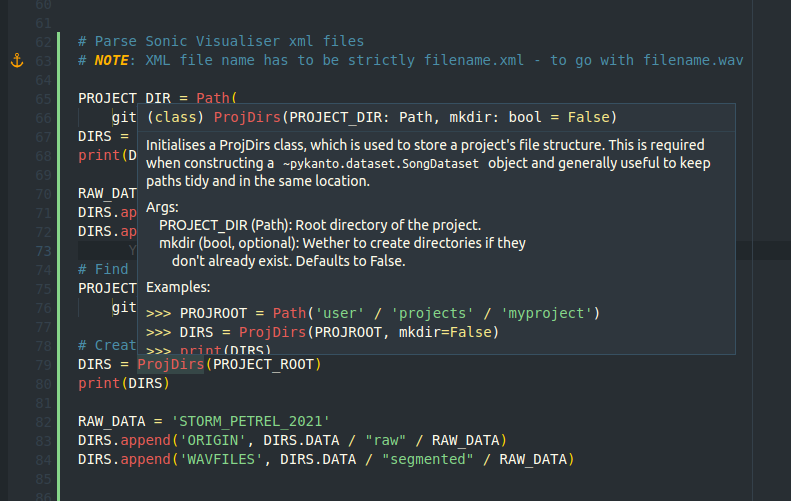 60
61
62 # Parse Sonic Visualiser xml files
63 # NOTE: XML file name has to be strictly filename.xml - to go with filename.wav
64
65 PROJECT_DIR = Path(
66 git
(class) ProjDirs(PROJECT_DIR: Path, mkdir: bool = False)
67 DIRS =
Initialises a ProjDirs class, which is used to store a project's file structure. This is required
68 print(D
when constructing a ~pykanto.dataset.SongDataset object and generally useful to keep
69
paths tidy and in the same location.
70 RAW_DAT
Args:
71 DIRS.ap
PROJECT_DIR (Path): Root directory of the project.
72 DIRS.ap
mkdir (bool, optional): Wether to create directories if they
73 Y
don't already exist. Defaults to False.
74 # Find
75 PROJECT
Examples:
76 git
>>> PROJROOT = Path('user' / 'projects' / 'myproject')
77
>>> DIRS = ProjDirs(PROJROOT, mkdir=False)
78 # Creat
>>> print(DIRS)
79 DIRS = ProjDirs(PROJECT_ROOT)
80 print(DIRS)
81
82 RAW_DATA = 'STORM_PETREL_2021'
83 DIRS.append('ORIGIN', DIRS.DATA / "raw" / RAW_DATA)
84 DIRS.append('WAVFILES', DIRS.DATA / "segmented" / RAW_DATA)
85
86